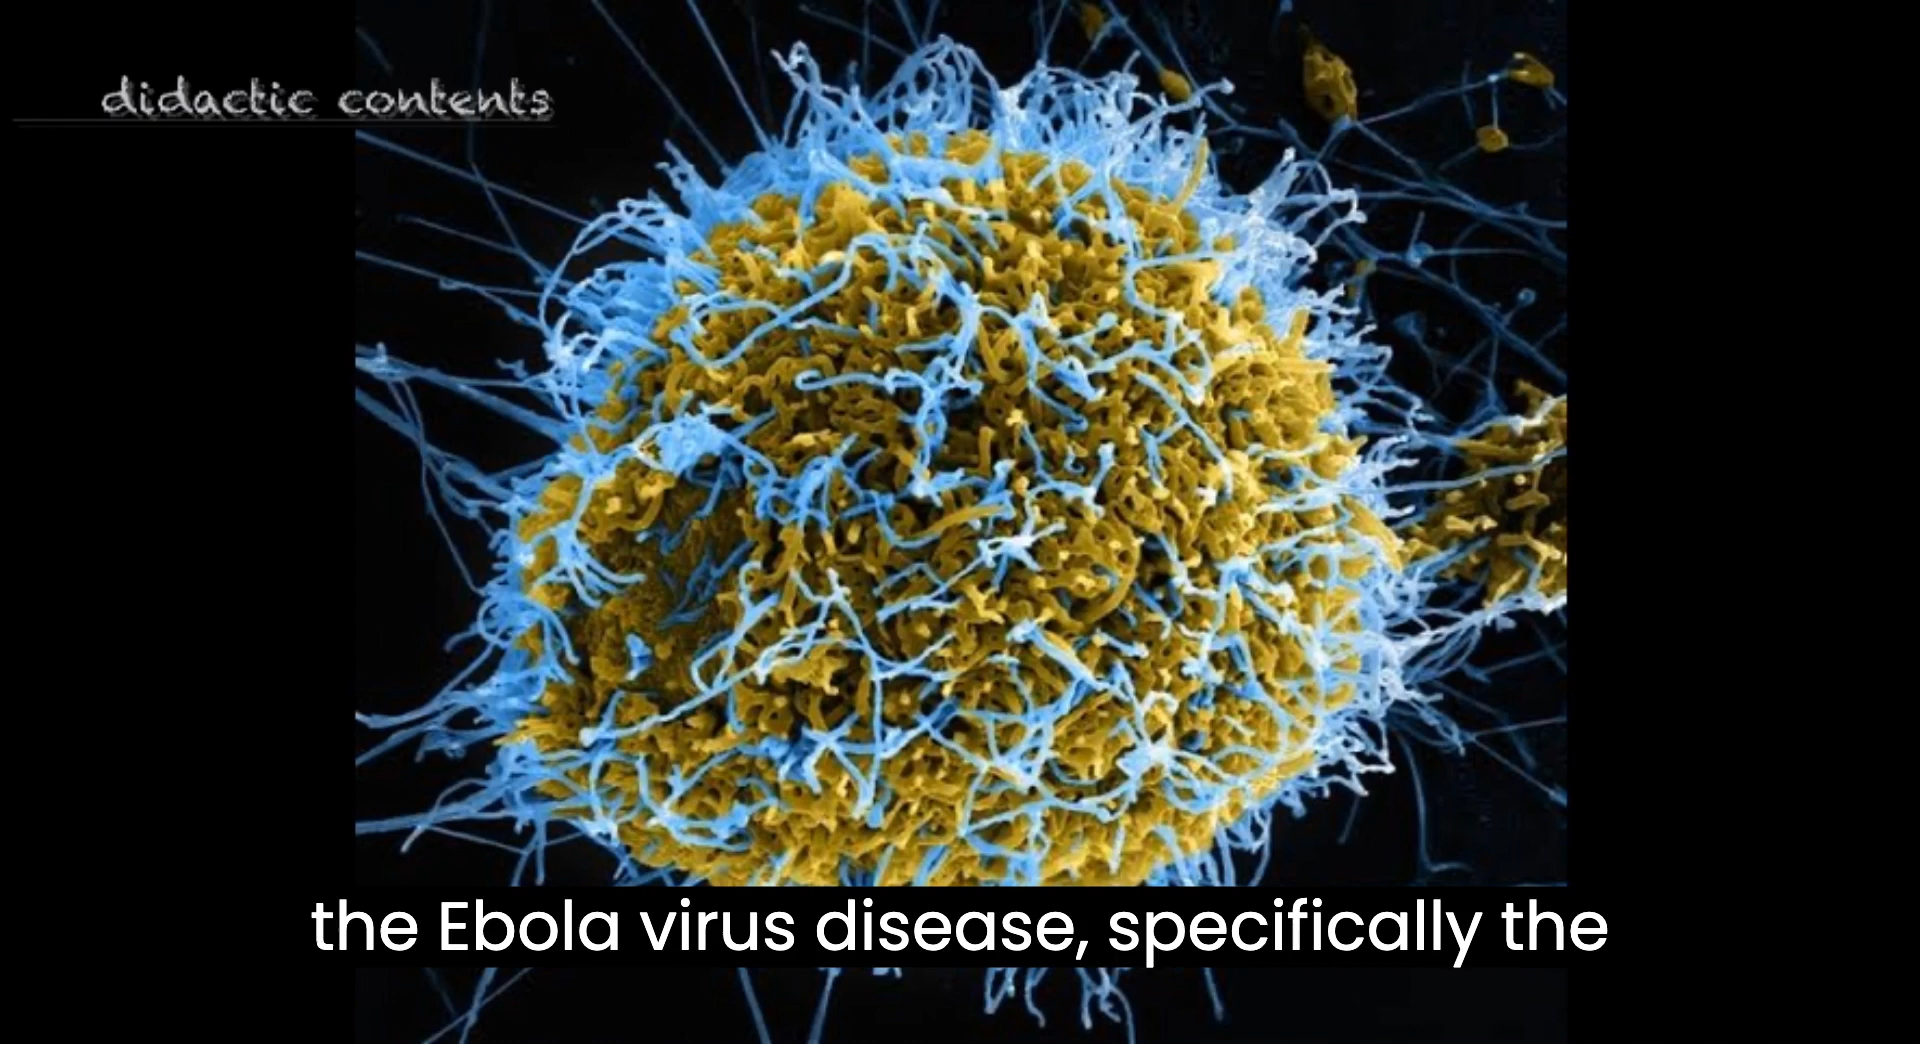 didactic contents
the Ebola virus disease, specifically the